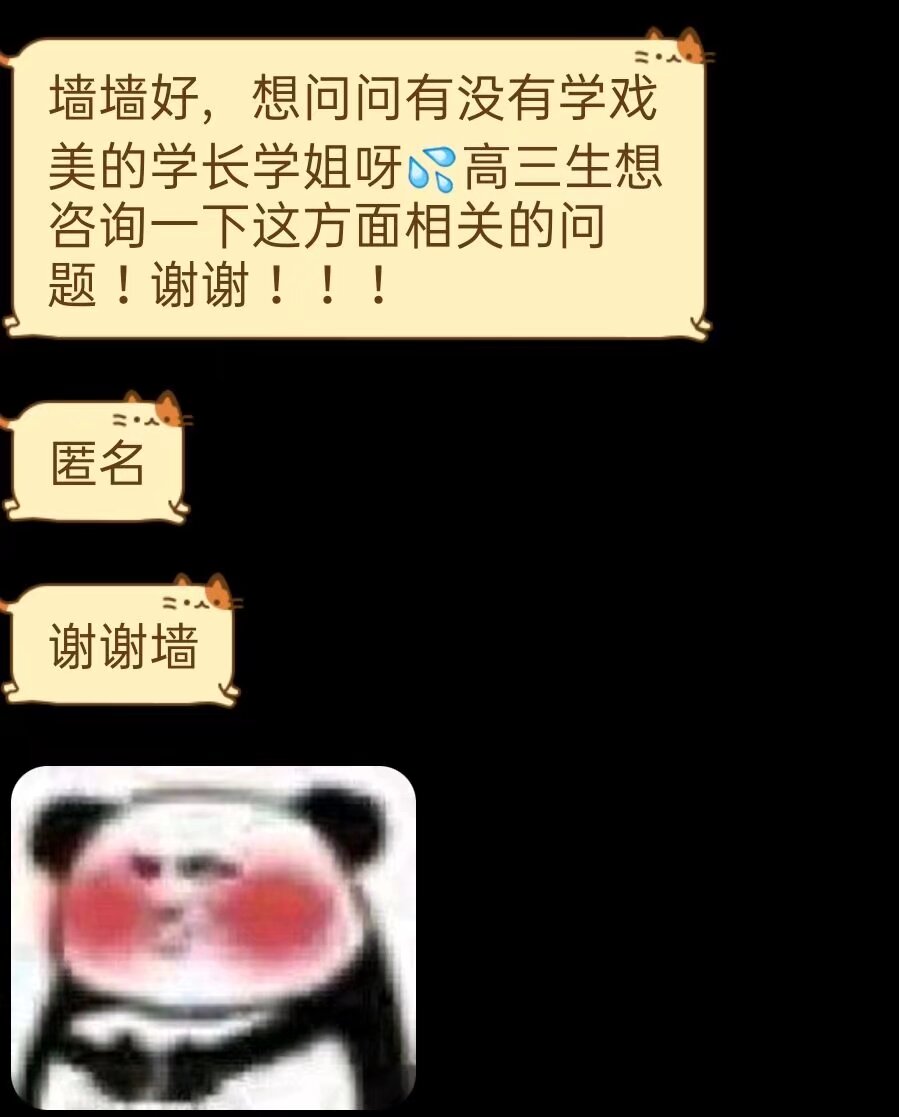 墙墙好，想问问有没有学戏
美的学长学姐呀💦高三生想
咨询一下这方面相关的问
题！谢谢！！！
匿名
谢谢墙